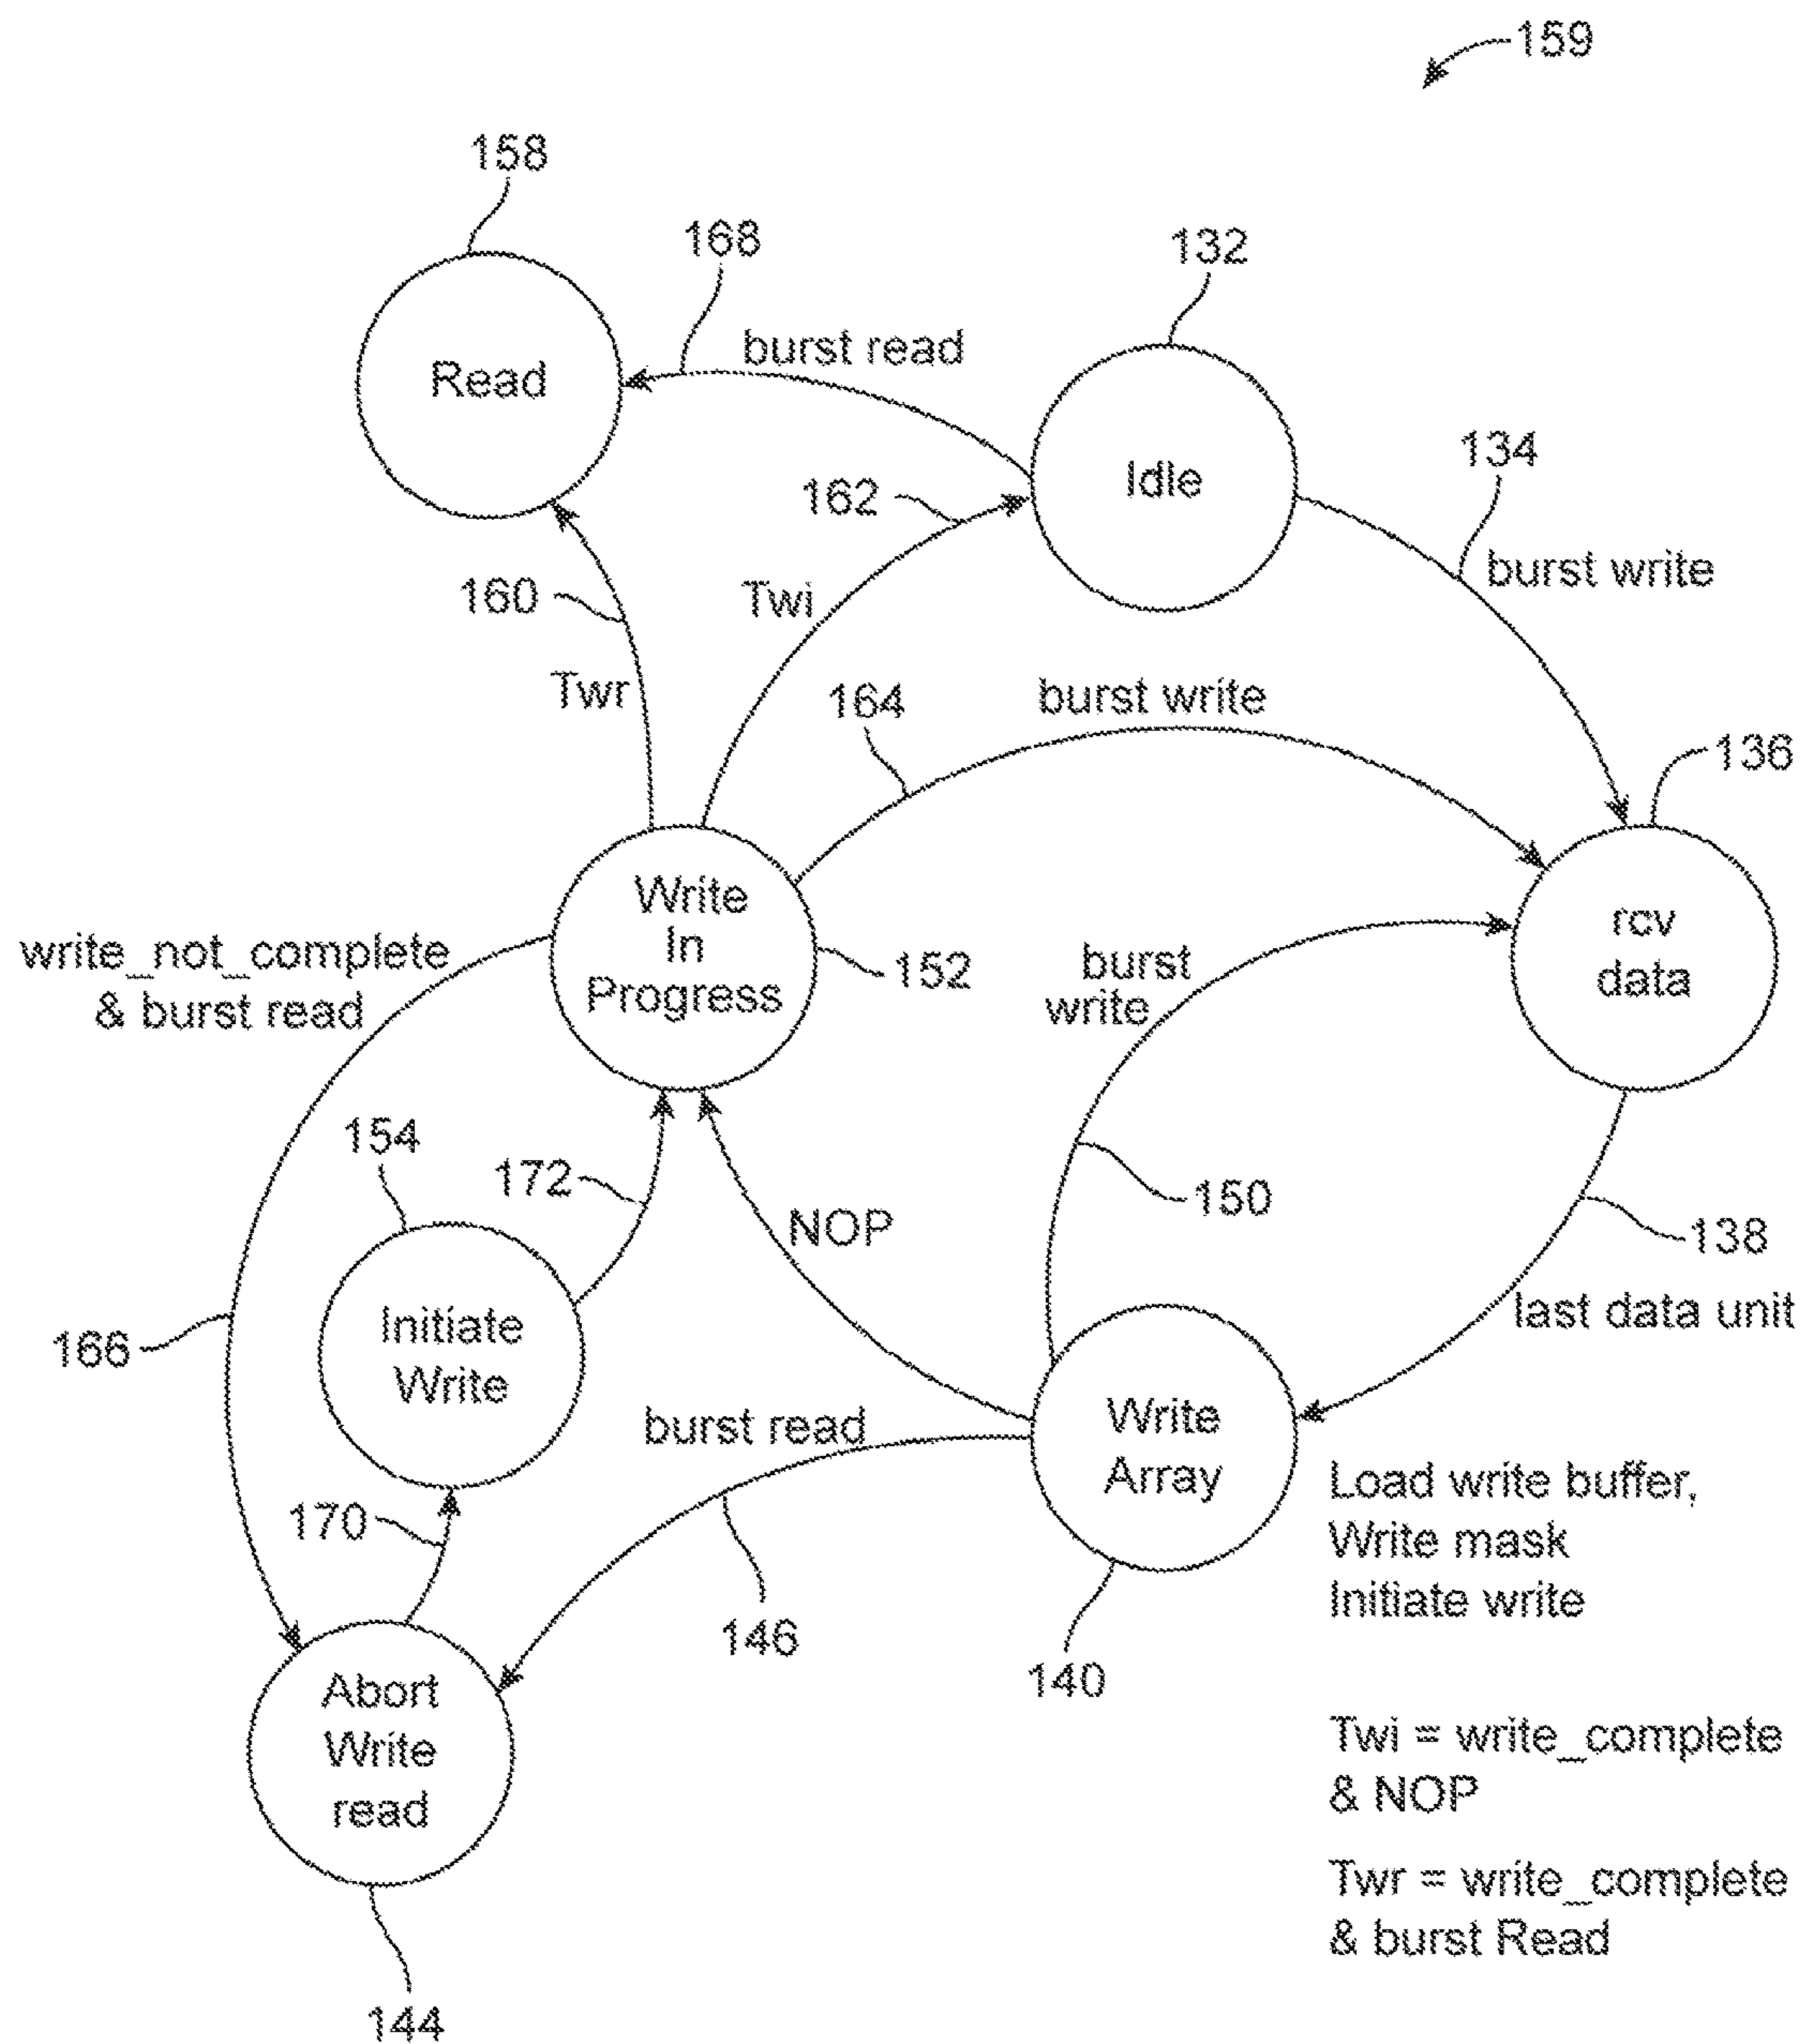 159
158
168
132
burst read
Read
134
Idle
162
burst write
Twi
160
Twr
164
burst write
136
Write
In
Progress
rcv
data
write_not_complete
& burst read
152
burst
write
154
172
150
NOP
138
Initiate
Write
last data unit
166
burst read
Write
Array
170
Load write buffer,
Write mask
Initiate write
146
140
Abort
Write
read
Twi = write_complete
& NOP
Twr = write_complete
& burst Read
144